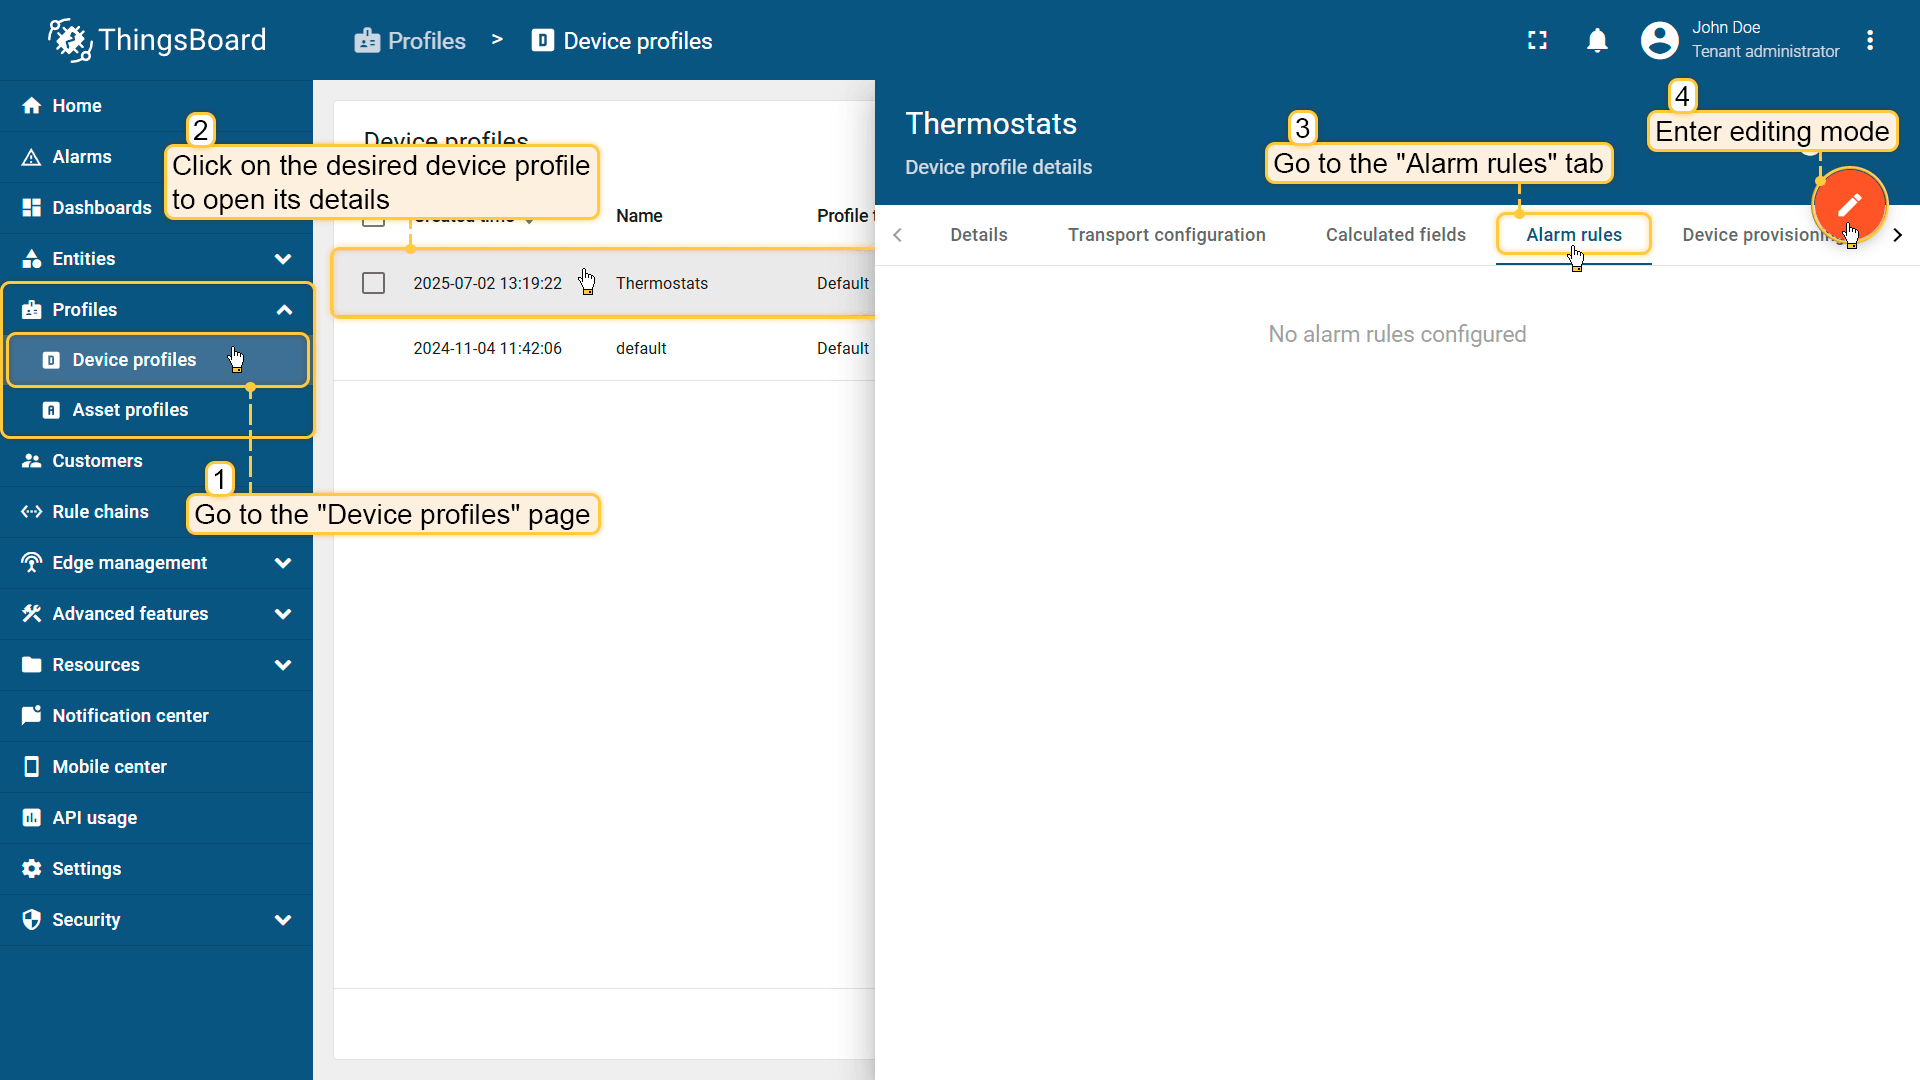 ThingsBoard
Profiles > Device profiles
John Doe
Tenant administrator
Home
Alarms
Dashboards
Entities
Profiles
Device profiles
Asset profiles
Customers
Rule chains
Edge management
Advanced features
Resources
Notification center
Mobile center
API usage
Settings
Security
1
Go to the "Device profiles" page
2
Click on the desired device profile
to open its details
Device profiles
Created time Name Profile t
2025-07-02 13:19:22 Thermostats Default
2024-11-04 11:42:06 default Default
Thermostats
Device profile details
3
Go to the "Alarm rules" tab
4
Enter editing mode
Details Transport configuration Calculated fields Alarm rules Device provisioning
No alarm rules configured